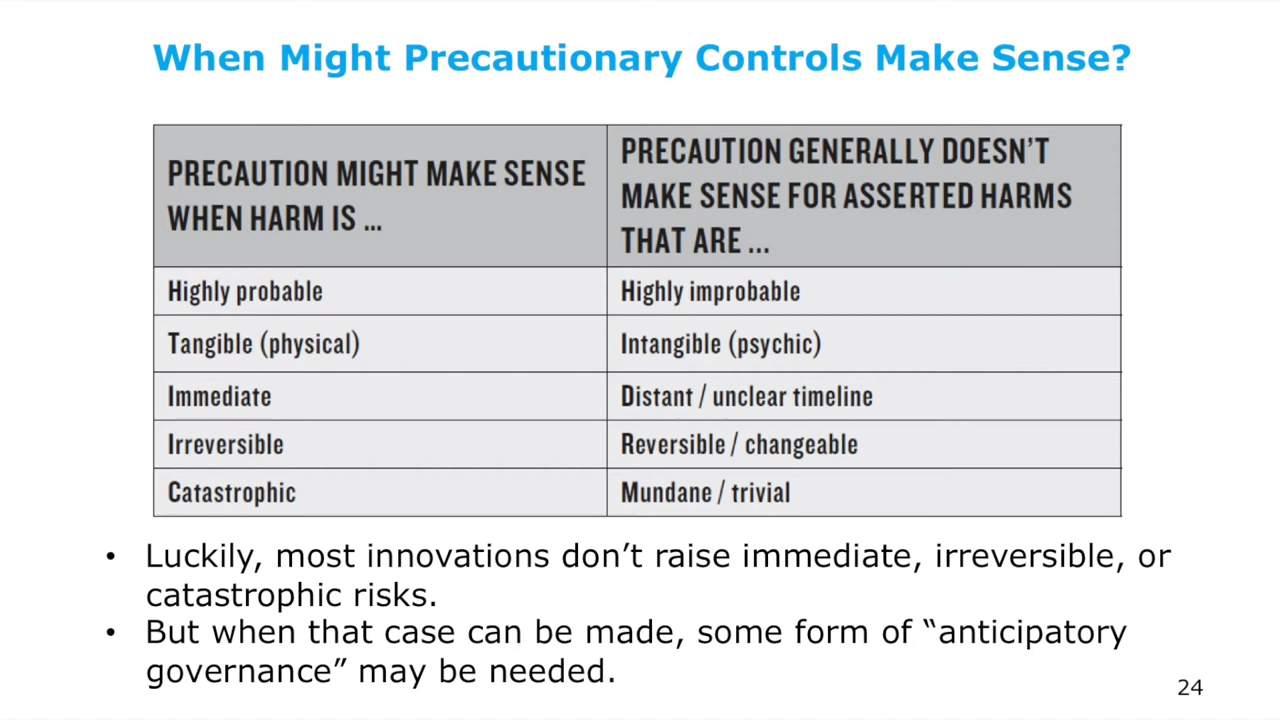 When Might Precautionary Controls Make Sense?
PRECAUTION MIGHT MAKE SENSE
WHEN HARM IS ...
PRECAUTION GENERALLY DOESN’T
MAKE SENSE FOR ASSERTED HARMS
THAT ARE ...
Highly probable
Highly improbable
Tangible (physical)
Intangible (psychic)
Immediate
Distant / unclear timeline
Irreversible
Reversible / changeable
Catastrophic
Mundane / trivial
• Luckily, most innovations don’t raise immediate, irreversible, or
catastrophic risks.
• But when that case can be made, some form of “anticipatory
governance” may be needed.
24